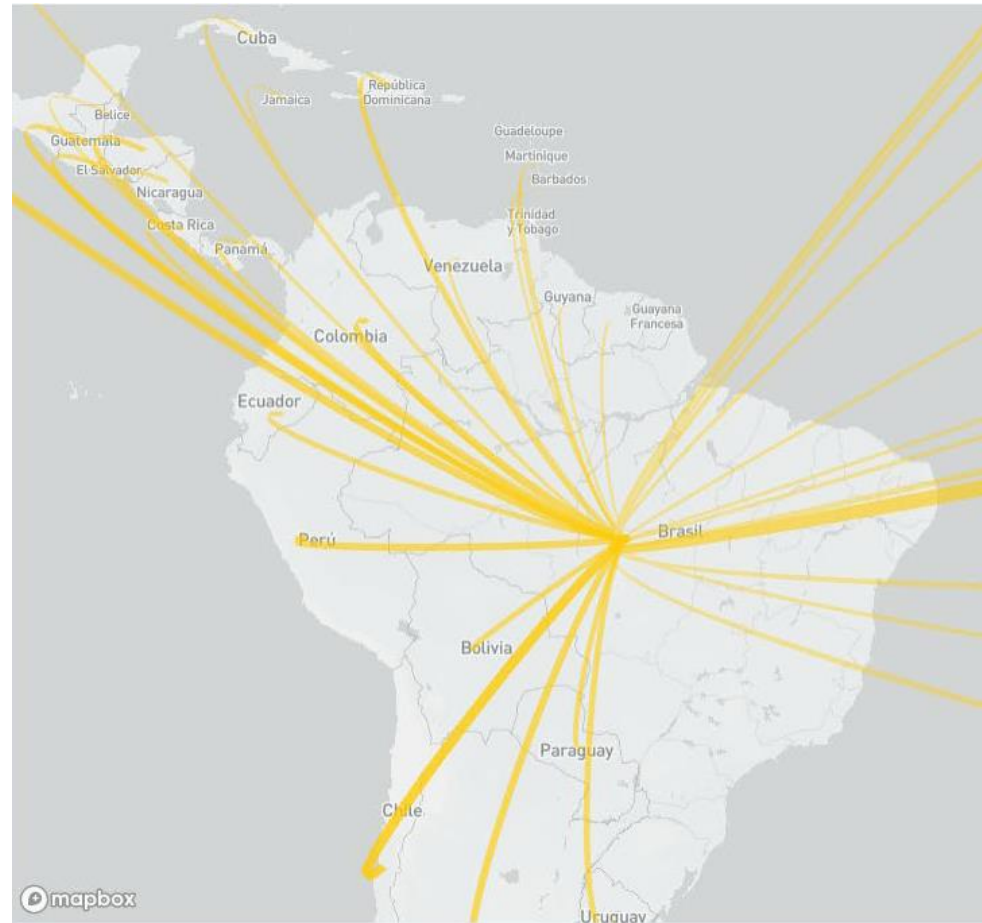 Cuba
República
Dominicana
Jamaica
Belice
Guadeloupe
Guatemala
Martinique
El Salvador
Barbados
Nicaragua
Trinidad
y Tobago
Costa Rica
Panamá
Venezuela
Guyana
Guayana
Francesa
Colombia
Ecuador
Brasil
Perú
Bolivia
Paraguay
Chile
mapbox
Uruguay